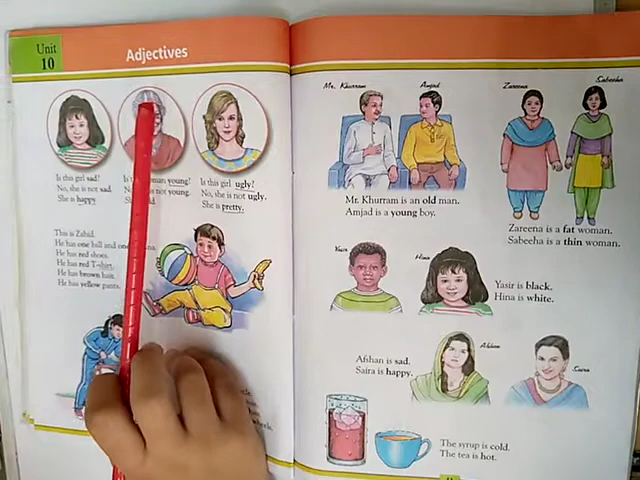 Unit
10
Adjectives
Is this girl sad?
No, she is not sad.
She is happy
young?
not young.
Is this girl ugly?
No, she is not ugly.
She is pretty.
This is Zahid.
He has one ball and one
He has red shoes.
He has red T-shirt.
He has brown hair.
He has yellow pants.
Mr. Khurram
Amjad
Mr. Khurram is an old man.
Amjad is a young boy.
Zareena
Sabeeha
Zareena is a fat woman.
Sabeeha is a thin woman.
Yasir
Hina
Yasir is black.
Hina is white.
Afshan is sad.
Saira is happy.
Afshan
Saira
The syrup is cold.
The tea is hot.